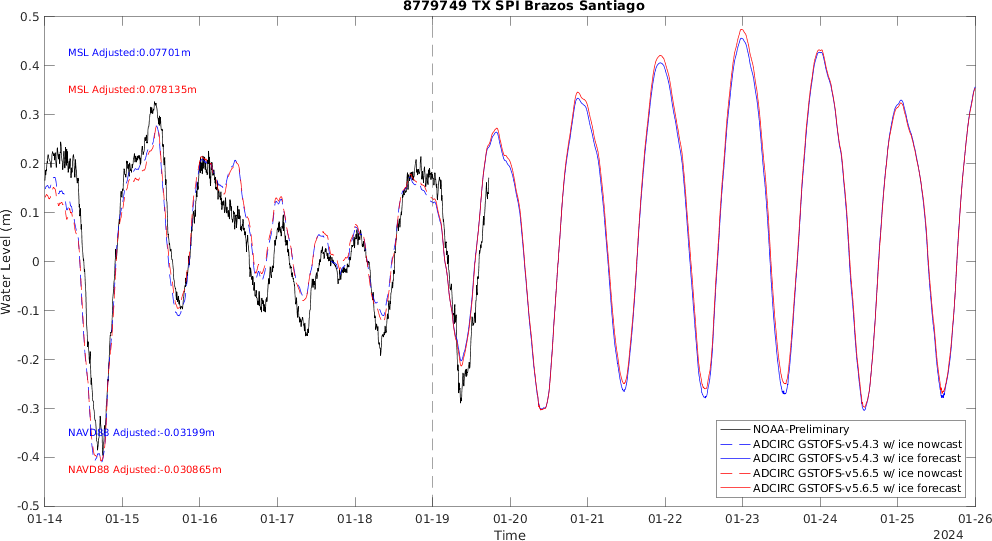 8779749 TX SPI Brazos Santiago
0.5
0.4
0.3
0.2
0.1
0
-0.1
-0.2
-0.3
-0.4
-0.5
Water Level (m)
MSL Adjusted:0.07701m
MSL Adjusted:0.078135m
NAVD88 Adjusted:-0.03199m
NAVD88 Adjusted:-0.030865m
NOAA-Preliminary
ADCIRC GSTOFS-v5.4.3 w/ ice nowcast
ADCIRC GSTOFS-v5.4.3 w/ ice forecast
ADCIRC GSTOFS-v5.6.5 w/ ice nowcast
ADCIRC GSTOFS-v5.6.5 w/ ice forecast
01-14 01-15 01-16 01-17 01-18 01-19 01-20 01-21 01-22 01-23 01-24 01-25 01-26
Time
2024